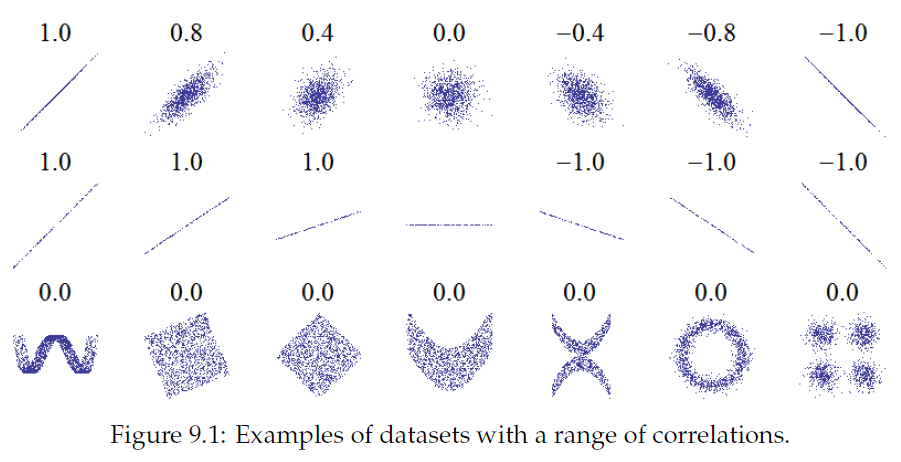 1.0 0.8 0.4 0.0 −0.4 −0.8 −1.0
1.0 1.0 1.0 −1.0 −1.0 −1.0
0.0 0.0 0.0 0.0 0.0 0.0 0.0
Figure 9.1: Examples of datasets with a range of correlations.